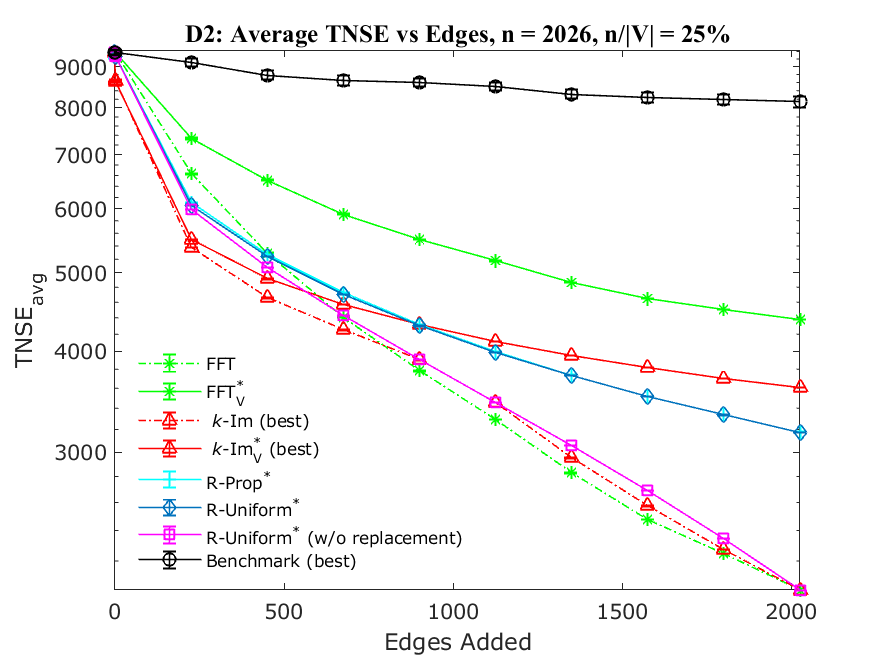 D2: Average TNSE vs Edges, n = 2026, n/|V| = 25%
9000
8000
7000
6000
5000
4000
3000
TNSE_avg
FFT
FFT*_V
k-Im (best)
k-Im*_V (best)
R-Prop*
R-Uniform*
R-Uniform* (w/o replacement)
Benchmark (best)
0
500
1000
1500
2000
Edges Added